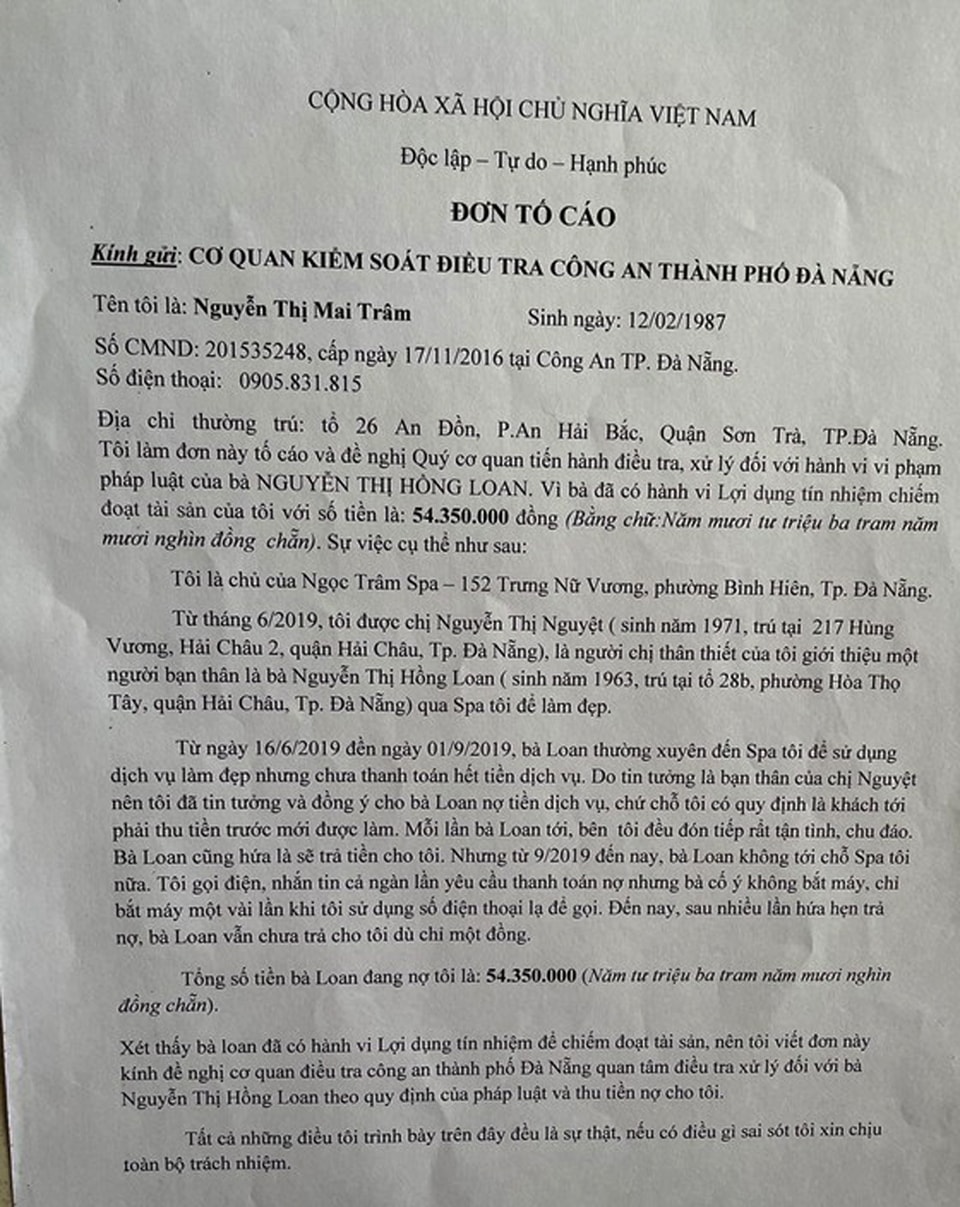 CỘNG HÒA XÃ HỘI CHỦ NGHĨA VIỆT NAM
Độc lập – Tự do – Hạnh phúc
ĐƠN TỐ CÁO
Kính gửi: CƠ QUAN KIỂM SOÁT ĐIỀU TRA CÔNG AN THÀNH PHỐ ĐÀ NẴNG
Tên tôi là: Nguyễn Thị Mai Trâm Sinh ngày: 12/02/1987
Số CMND: 201535248, cấp ngày 17/11/2016 tại Công An TP. Đà Nẵng.
Số điện thoại: 0905.831.815
Địa chỉ thường trú: tổ 26 An Đồn, P.An Hải Bắc, Quận Sơn Trà, TP.Đà Nẵng.
Tôi làm đơn này tố cáo và đề nghị Quý cơ quan tiến hành điều tra, xử lý đối với hành vi vi phạm
pháp luật của bà NGUYỄN THỊ HỒNG LOAN. Vì bà đã có hành vi Lợi dụng tín nhiệm chiếm
đoạt tài sản của tôi với số tiền là: 54.350.000 đồng (Bằng chữ:Năm mươi tư triệu ba tram năm
mươi nghìn đồng chẵn). Sự việc cụ thể như sau:
Tôi là chủ của Ngọc Trâm Spa – 152 Trưng Nữ Vương, phường Bình Hiên, Tp. Đà Nẵng.
Từ tháng 6/2019, tôi được chị Nguyễn Thị Nguyệt ( sinh năm 1971, trú tại 217 Hùng
Vương, Hải Châu 2, quận Hải Châu, Tp. Đà Nẵng), là người chị thân thiết của tôi giới thiệu một
người bạn thân là bà Nguyễn Thị Hồng Loan ( sinh năm 1963, trú tại tổ 28b, phường Hòa Thọ
Tây, quận Hải Châu, Tp. Đà Nẵng) qua Spa tôi để làm đẹp.
Từ ngày 16/6/2019 đến ngày 01/9/2019, bà Loan thường xuyên đến Spa tôi để sử dụng
dịch vụ làm đẹp nhưng chưa thanh toán hết tiền dịch vụ. Do tin tưởng là bạn thân của chị Nguyệt
nên tôi đã tin tưởng và đồng ý cho bà Loan nợ tiền dịch vụ, chứ chỗ tôi có quy định là khách tới
phải thu tiền trước mới được làm. Mỗi lần bà Loan tới, bên tôi đều đón tiếp rất tận tình, chu đáo.
Bà Loan cũng hứa là sẽ trả tiền cho tôi. Nhưng từ 9/2019 đến nay, bà Loan không tới chỗ Spa tôi
nữa. Tôi gọi điện, nhắn tin cả ngàn lần yêu cầu thanh toán nợ nhưng bà cố ý không bắt máy, chỉ
bắt máy một vài lần khi tôi sử dụng số điện thoại lạ để gọi. Đến nay, sau nhiều lần hứa hẹn trả
nợ, bà Loan vẫn chưa trả cho tôi dù chỉ một đồng.
Tổng số tiền bà Loan đang nợ tôi là: 54.350.000 (Năm tư triệu ba tram năm mươi nghìn
đồng chẵn).
Xét thấy bà loan đã có hành vi Lợi dụng tín nhiệm để chiếm đoạt tài sản, nên tôi viết đơn này
kính đề nghị cơ quan điều tra công an thành phố Đà Nẵng quan tâm điều tra xử lý đối với bà
Nguyễn Thị Hồng Loan theo quy định của pháp luật và thu tiền nợ cho tôi.
Tất cả những điều tôi trình bày trên đây đều là sự thật, nếu có điều gì sai sót tôi xin chịu
toàn bộ trách nhiệm.